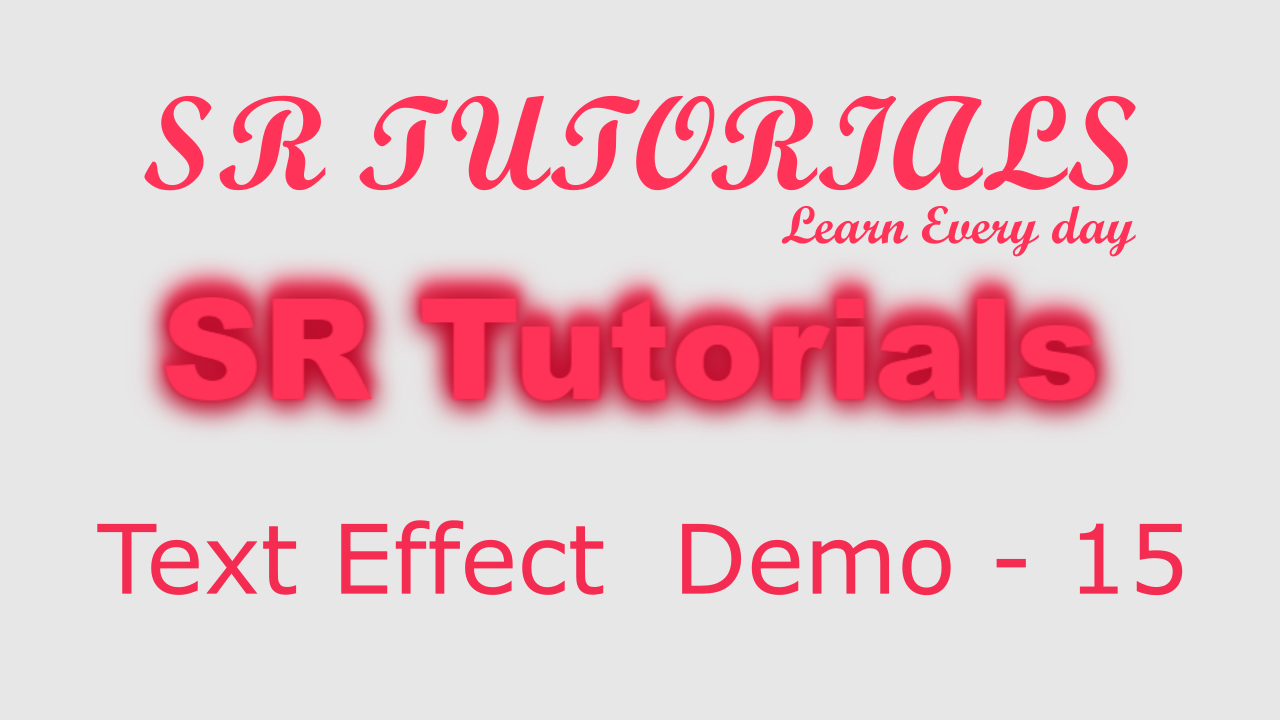 SR TUTORIALS
Learn Every day
SR Tutorials
Text Effect  Demo - 15